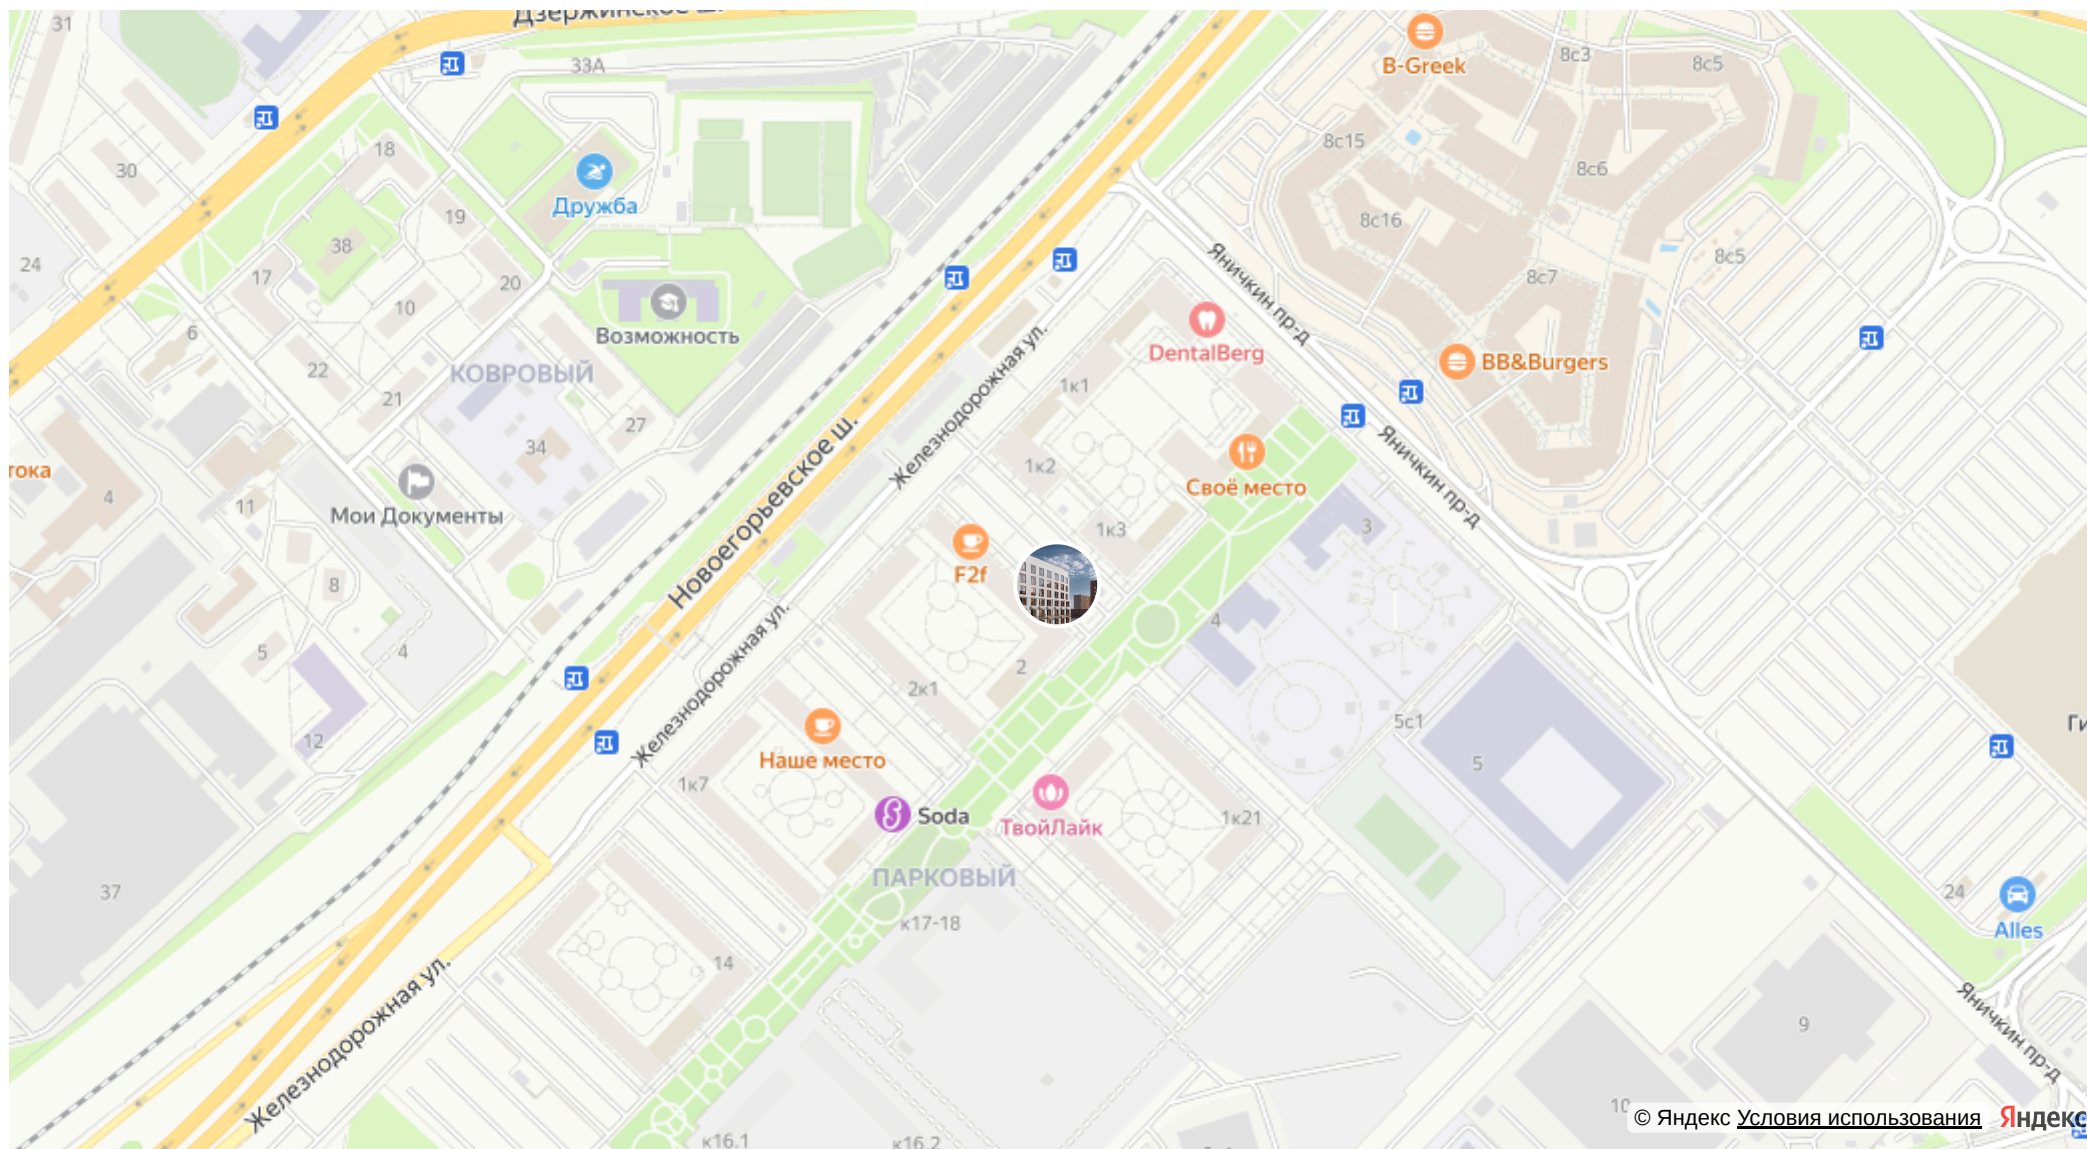 Дзержинское ш.
31
33А
B-Greek
8с3
8с5
18
30
8с15
8с6
Дружба
19
8с16
38
24
17
20
Яничкин пр-д
8с5
8с7
10
6
Возможность
DentalBerg
BB&Burgers
22
КОВРОВЫЙ
21
1к1
Железнодорожная ул.
27
34
Новоегорьевское ш.
Яничкин пр-д
тока
4
1к2
Своё место
11
Мои Документы
1к3
3
F2f
8
4
5
4
Железнодорожная ул.
2
2к1
12
5с1
Наше место
5
1к7
Soda
ТвойЛайк
1к21
ПАРКОВЫЙ
37
24
к17-18
Alles
14
Железнодорожная ул.
Яничкин пр-д
9
10
© Яндекс Условия использования
Яндекс
к16.1
к16.2